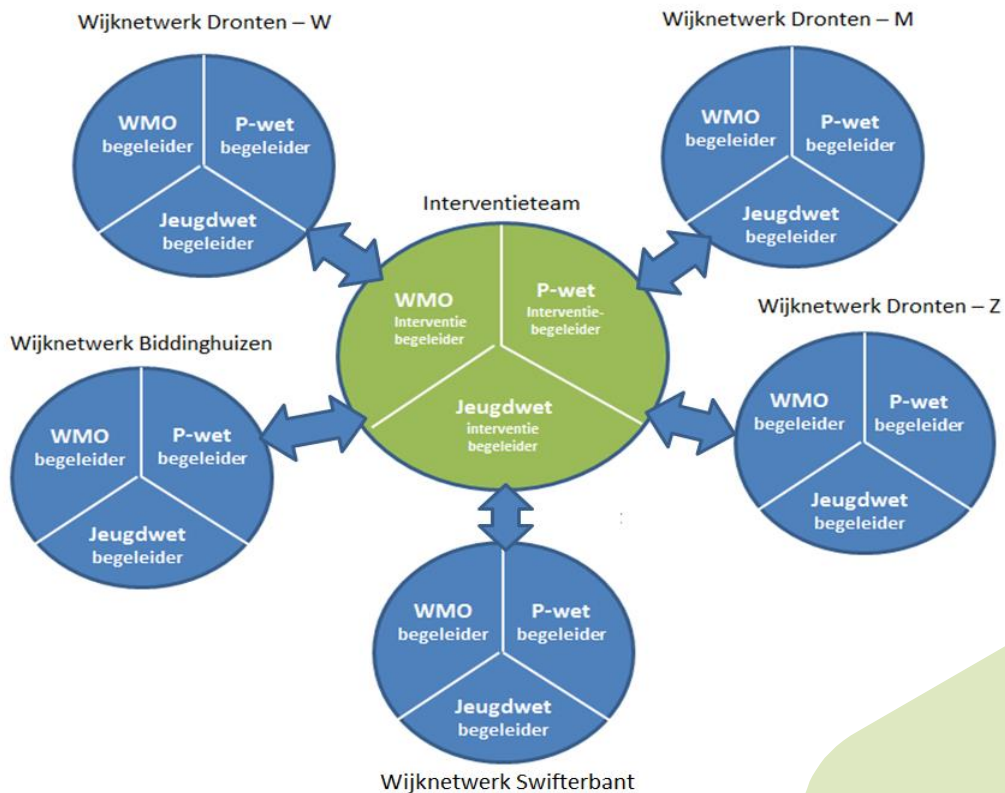 Wijknetwerk Dronten – W
WMO
begeleider
P-wet
begeleider
Jeugdwet
begeleider
Wijknetwerk Dronten – M
WMO
begeleider
P-wet
begeleider
Jeugdwet
begeleider
Interventieteam
WMO
Interventie
begeleider
P-wet
Interventie-
begeleider
Jeugdwet
interventie
begeleider
Wijknetwerk Biddinghuizen
WMO
begeleider
P-wet
begeleider
Jeugdwet
begeleider
Wijknetwerk Dronten – Z
WMO
begeleider
P-wet
begeleider
Jeugdwet
begeleider
WMO
begeleider
P-wet
begeleider
Jeugdwet
begeleider
Wijknetwerk Swifterbant